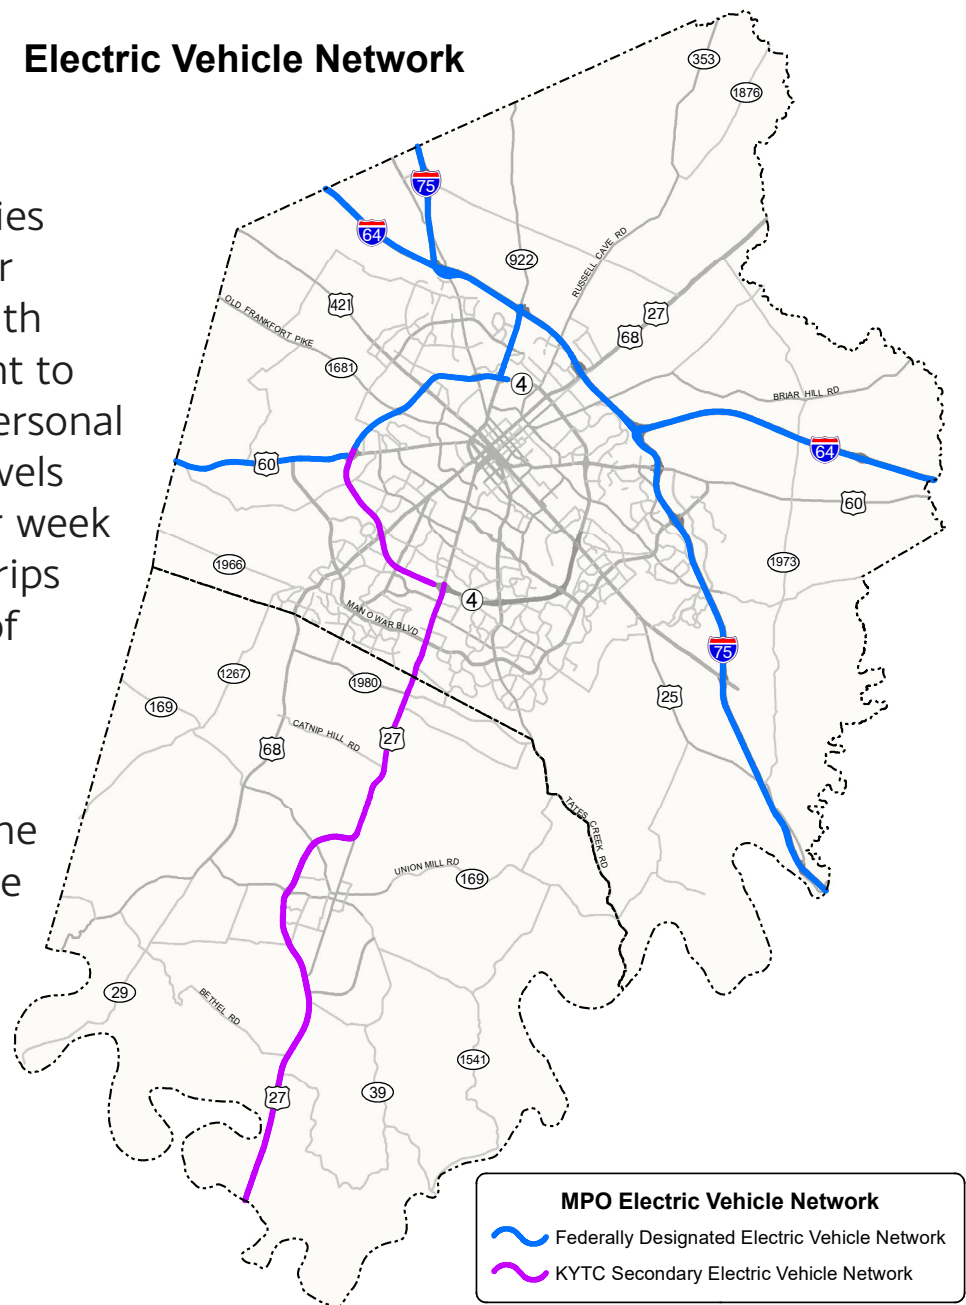 Electric Vehicle Network
353
1876
75
64
922
RUSSELL CAVE RD
421
27
68
OLD FRANKFORT PIKE
1681
4
BRIAR HILL RD
60
64
60
1966
1973
4
MAN O WAR BLVD
75
1267
1980
25
169
27
68
CATNIP HILL RD
TATES CREEK RD
UNION MILL RD
169
29
BETHEL RD
1541
39
27
ies
r
th
nt to
ersonal
vels
r week
rips
of
ne
e
MPO Electric Vehicle Network
Federally Designated Electric Vehicle Network
KYTC Secondary Electric Vehicle Network